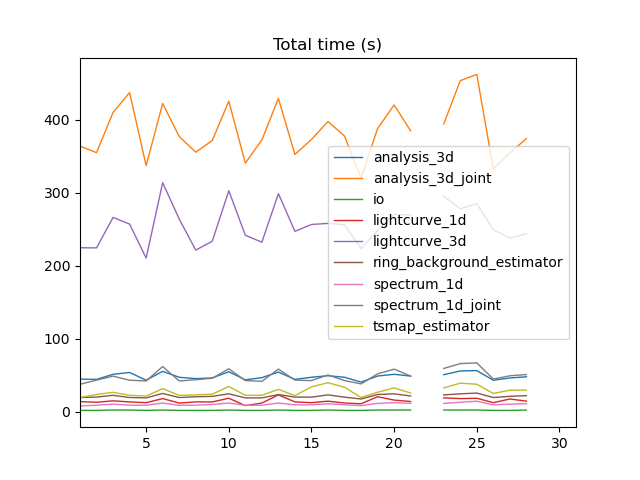 Total time (s)
400
300
200
100
0
analysis_3d
analysis_3d_joint
io
lightcurve_1d
lightcurve_3d
ring_background_estimator
spectrum_1d
spectrum_1d_joint
tsmap_estimator
5 10 15 20 25 30